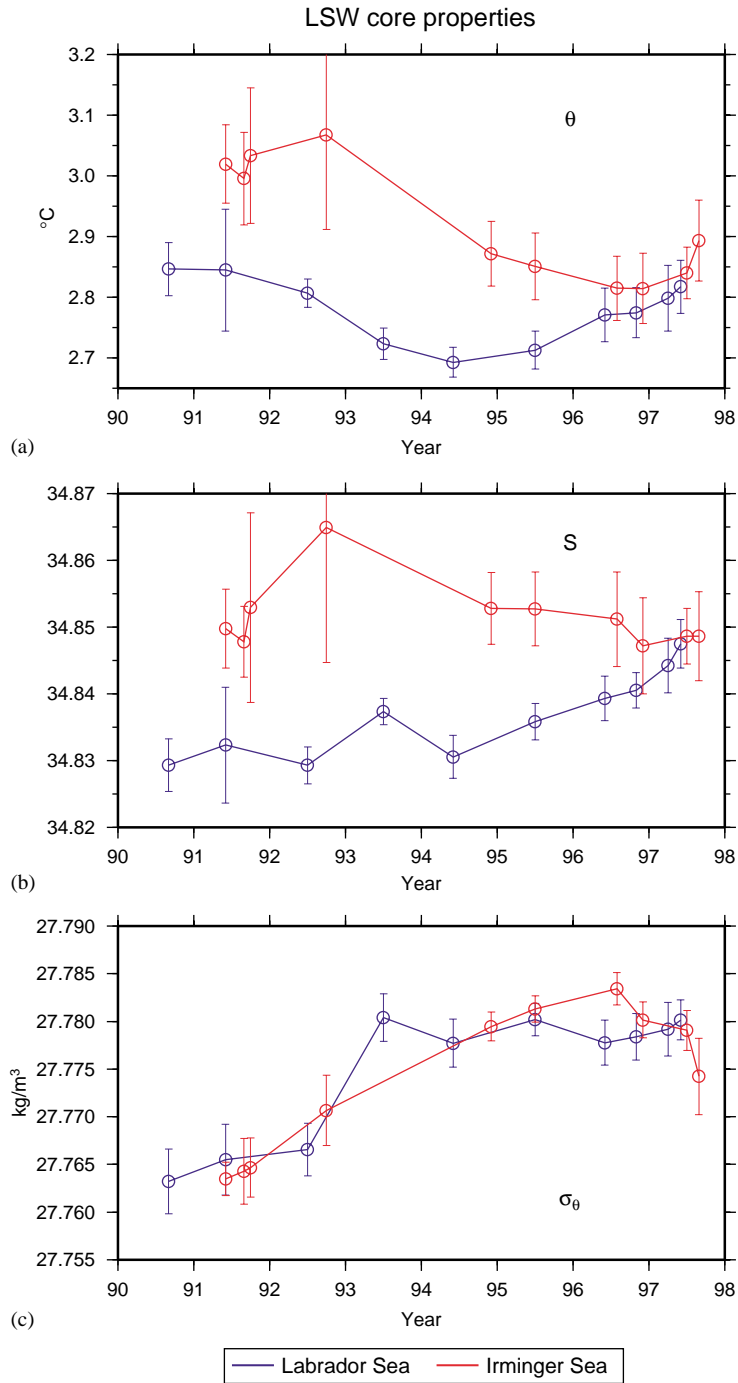 LSW core properties
3.2
3.1
3.0
2.9
2.8
2.7
°C
θ
90 91 92 93 94 95 96 97 98
Year
(a)
34.87
34.86
34.85
34.84
34.83
34.82
S
90 91 92 93 94 95 96 97 98
Year
(b)
27.790
27.785
27.780
27.775
27.770
27.765
27.760
27.755
kg/m³
σθ
90 91 92 93 94 95 96 97 98
Year
(c)
Labrador Sea Irminger Sea